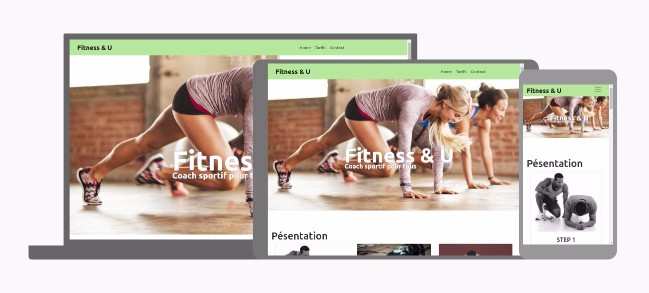 Fitness & U
Home Tarifs Contact
Fitnes
Coach sportif pour t
Fitness & U
Home Tarifs Contact
Fitness & U
Coach sportif pour tous
Pésentation
Fitness & U
Fitness & U
Pésentation
STEP 1